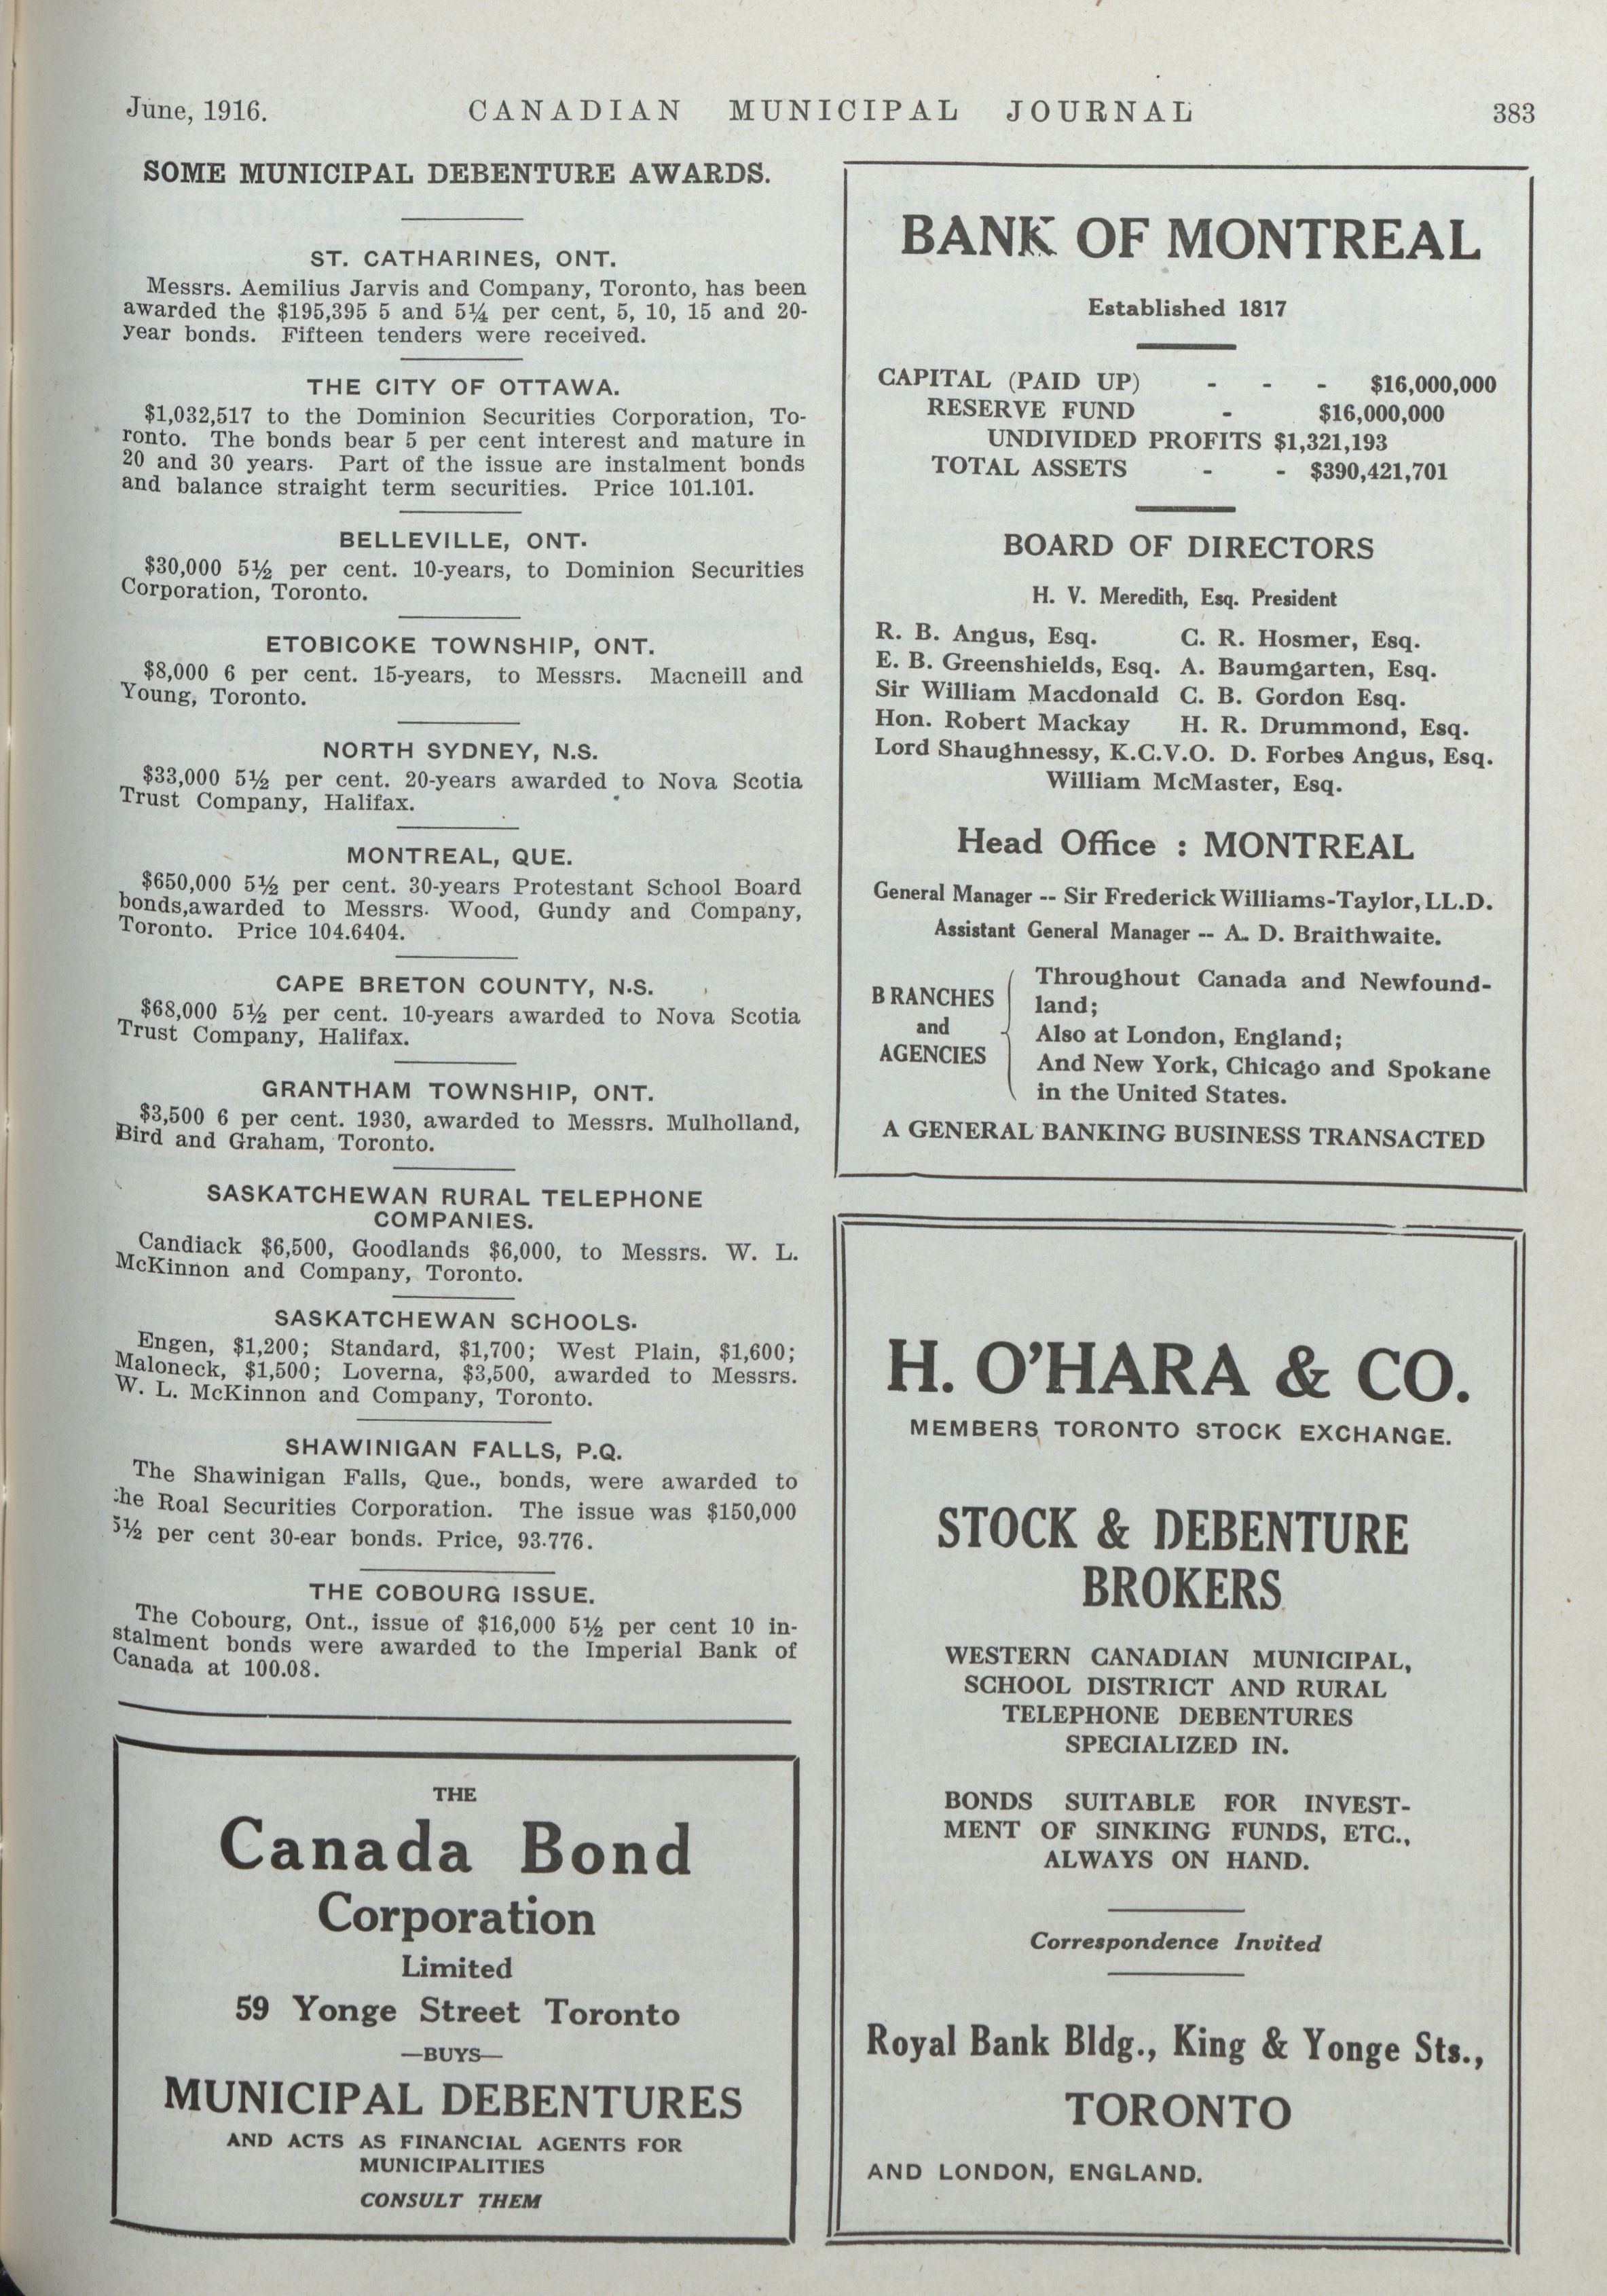 June, 1916. CANADIAN MUNICIPAL JOURNAL 383
SOME MUNICIPAL DEBENTURE AWARDS.
ST. CATHARINES, ONT.
Messrs. Aemilius Jarvis and Company, Toronto, has been
awarded the $195,395 5 and 5¼ per cent, 5, 10, 15 and 20-
year bonds. Fifteen tenders were received.
THE CITY OF OTTAWA.
$1,032,517 to the Dominion Securities Corporation, To-
ronto. The bonds bear 5 per cent interest and mature in
20 and 30 years. Part of the issue are instalment bonds
and balance straight term securities. Price 101.101.
BELLEVILLE, ONT.
$30,000 5½ per cent. 10-years, to Dominion Securities
Corporation, Toronto.
ETOBICOKE TOWNSHIP, ONT.
$8,000 6 per cent. 15-years, to Messrs. Macneill and
Young, Toronto.
NORTH SYDNEY, N.S.
$33,000 5½ per cent. 20-years awarded to Nova Scotia
Trust Company, Halifax.
MONTREAL, QUE.
$650,000 5½ per cent. 30-years Protestant School Board
bonds,awarded to Messrs. Wood, Gundy and Company,
Toronto. Price 104.6404.
CAPE BRETON COUNTY, N.S.
$68,000 5½ per cent. 10-years awarded to Nova Scotia
Trust Company, Halifax.
GRANTHAM TOWNSHIP, ONT.
$3,500 6 per cent. 1930, awarded to Messrs. Mulholland,
Bird and Graham, Toronto.
SASKATCHEWAN RURAL TELEPHONE
COMPANIES.
Candiack $6,500, Goodlands $6,000, to Messrs. W. L.
McKinnon and Company, Toronto.
SASKATCHEWAN SCHOOLS.
Engen, $1,200; Standard, $1,700; West Plain, $1,600;
Maloneck, $1,500; Loverna, $3,500, awarded to Messrs.
W. L. McKinnon and Company, Toronto.
SHAWINIGAN FALLS, P.Q.
The Shawinigan Falls, Que., bonds, were awarded to
the Roal Securities Corporation. The issue was $150,000
5½ per cent 30-ear bonds. Price, 93.776.
THE COBOURG ISSUE.
The Cobourg, Ont., issue of $16,000 5½ per cent 10 in-
stalment bonds were awarded to the Imperial Bank of
Canada at 100.08.
THE
Canada Bond
Corporation
Limited
59 Yonge Street Toronto
—BUYS—
MUNICIPAL DEBENTURES
AND ACTS AS FINANCIAL AGENTS FOR
MUNICIPALITIES
CONSULT THEM
BANK OF MONTREAL
Established 1817
CAPITAL (PAID UP) - - - $16,000,000
RESERVE FUND - $16,000,000
UNDIVIDED PROFITS $1,321,193
TOTAL ASSETS - - $390,421,701
BOARD OF DIRECTORS
H. V. Meredith, Esq. President
R. B. Angus, Esq. C. R. Hosmer, Esq.
E. B. Greenshields, Esq. A. Baumgarten, Esq.
Sir William Macdonald C. B. Gordon Esq.
Hon. Robert Mackay H. R. Drummond, Esq.
Lord Shaughnessy, K.C.V.O. D. Forbes Angus, Esq.
William McMaster, Esq.
Head Office : MONTREAL
General Manager -- Sir Frederick Williams-Taylor, LL.D.
Assistant General Manager -- A. D. Braithwaite.
BRANCHES
and
AGENCIES
Throughout Canada and Newfound-
land;
Also at London, England;
And New York, Chicago and Spokane
in the United States.
A GENERAL BANKING BUSINESS TRANSACTED
H. O'HARA & CO.
MEMBERS TORONTO STOCK EXCHANGE.
STOCK & DEBENTURE
BROKERS
WESTERN CANADIAN MUNICIPAL,
SCHOOL DISTRICT AND RURAL
TELEPHONE DEBENTURES
SPECIALIZED IN.
BONDS SUITABLE FOR INVEST-
MENT OF SINKING FUNDS, ETC.,
ALWAYS ON HAND.
Correspondence Invited
Royal Bank Bldg., King & Yonge Sts.,
TORONTO
AND LONDON, ENGLAND.